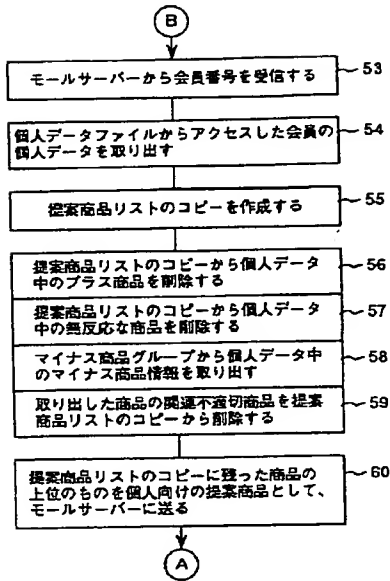 B
モールサーバーから会員番号を受信する
53
個人データファイルからアクセスした会員の
個人データを取り出す
54
提案商品リストのコピーを作成する
55
提案商品リストのコピーから個人データ
中のプラス商品を削除する
56
提案商品リストのコピーから個人データ
中の無反応な商品を削除する
57
マイナス商品グループから個人データ中
のマイナス商品情報を取り出す
58
取り出した商品の関連不適切商品を提案
商品リストのコピーから削除する
59
提案商品リストのコピーに残った商品の
上位のものを個人向けの提案商品として、
モールサーバーに送る
60
A